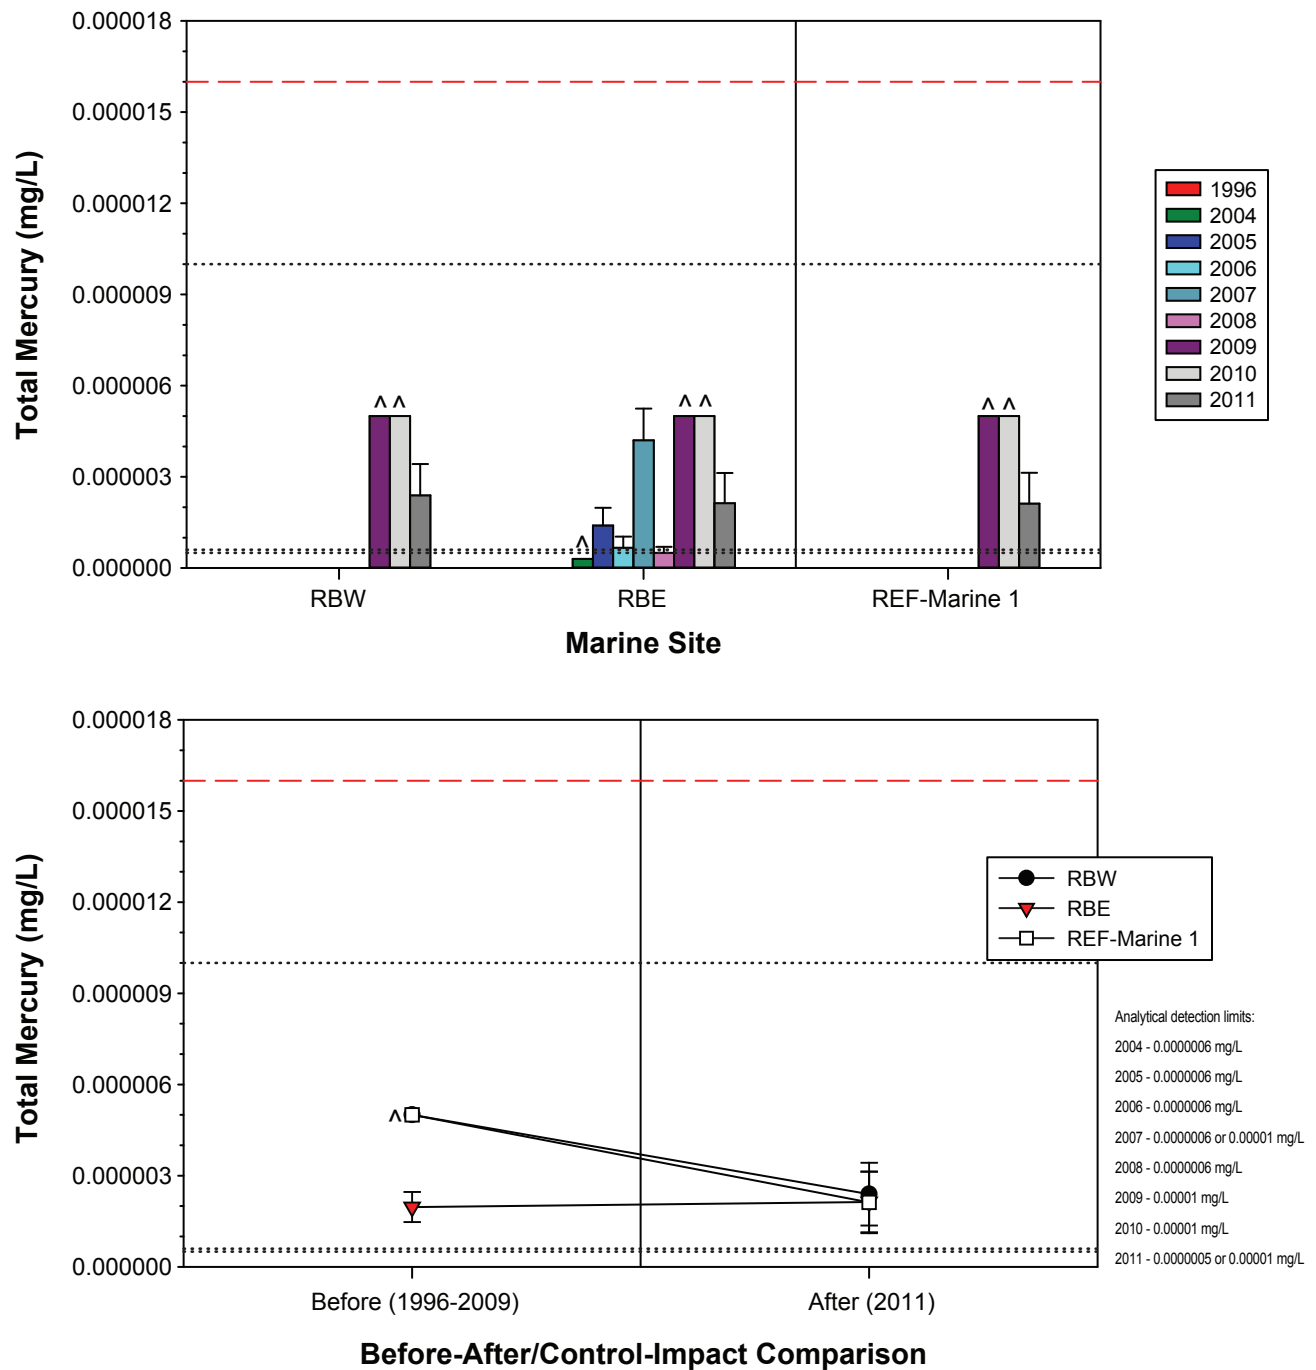 0.000018
0.000015
0.000012
0.000009
0.000006
0.000003
0.000000
Total Mercury (mg/L)
^ ^
^
^ ^
^ ^
RBW RBE REF-Marine 1
Marine Site
1996
2004
2005
2006
2007
2008
2009
2010
2011
0.000018
0.000015
0.000012
0.000009
0.000006
0.000003
0.000000
Total Mercury (mg/L)
^
Before (1996-2009) After (2011)
Before-After/Control-Impact Comparison
RBW
RBE
REF-Marine 1
Analytical detection limits:
2004 - 0.0000006 mg/L
2005 - 0.0000006 mg/L
2006 - 0.0000006 mg/L
2007 - 0.0000006 or 0.00001 mg/L
2008 - 0.0000006 mg/L
2009 - 0.00001 mg/L
2010 - 0.00001 mg/L
2011 - 0.0000005 or 0.00001 mg/L